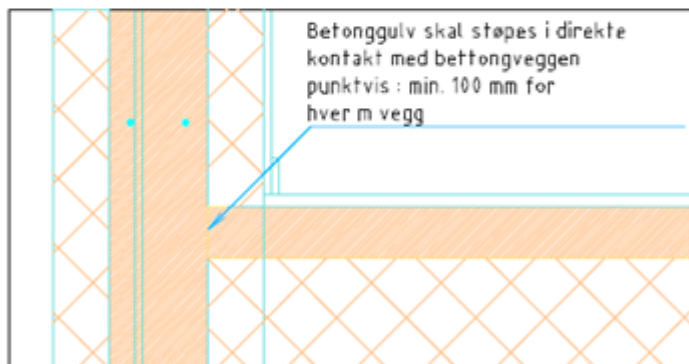 Betonggulv skal støpes i direkte
kontakt med bettongveggen
punktvis : min. 100 mm for
hver m vegg